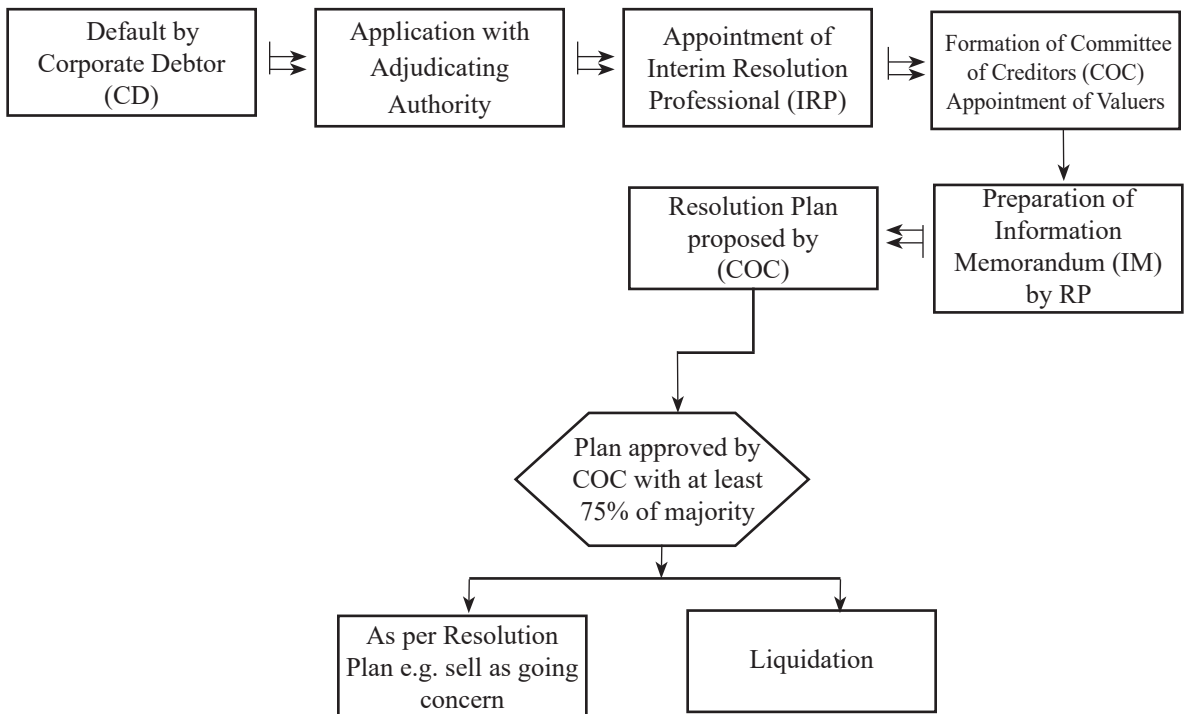 Default by
Corporate Debtor
(CD)
Application with
Adjudicating
Authority
Appointment of
Interim Resolution
Professional (IRP)
Formation of Committee
of Creditors (COC)
Appointment of Valuers
Preparation of
Information
Memorandum (IM)
by RP
Resolution Plan
proposed by
(COC)
Plan approved by
COC with at least
75% of majority
As per Resolution
Plan e.g. sell as going
concern
Liquidation